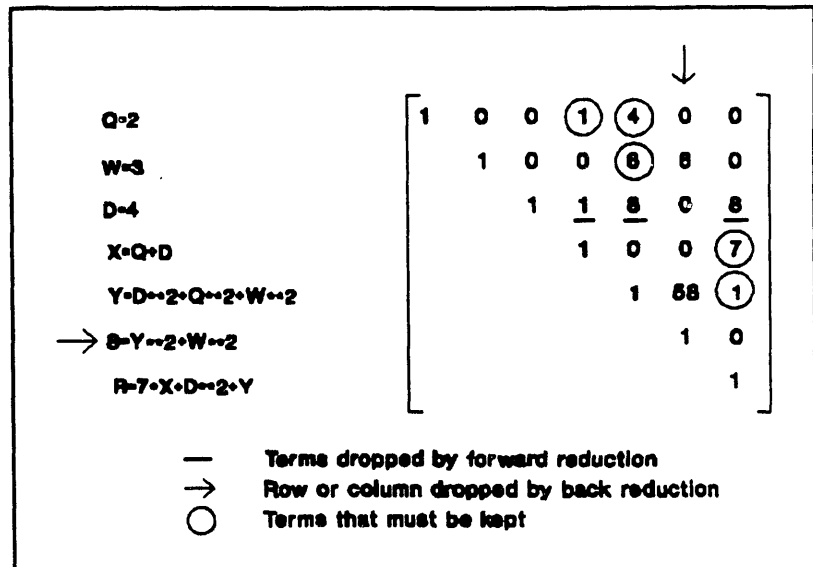 Q=2 1 0 0 1 4 0 0
W=3 1 0 0 6 6 0
D=4 1 1 8 0 8
X=Q+D 1 0 0 7
Y=D**2+Q**2+W**2 1 58 1
S=Y**2+W**2 1 0
R=7*X+D**2+Y 1
Terms dropped by forward reduction
Row or column dropped by back reduction
Terms that must be kept